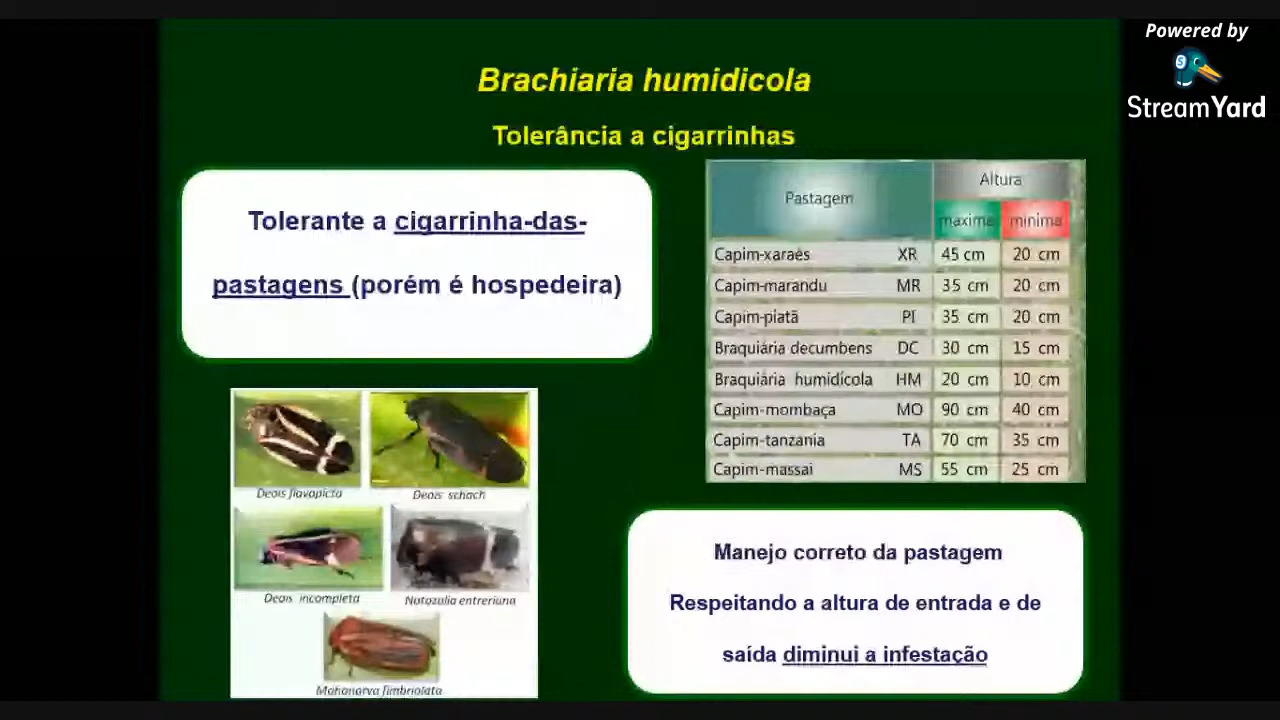 Powered by
StreamYard
Brachiaria humidicola
Tolerância a cigarrinhas
Tolerante a cigarrinha-das-
pastagens (porém é hospedeira)
Pastagem Altura
maxima minima
Capim-xaraés XR 45 cm 20 cm
Capim-marandu MR 35 cm 20 cm
Capim-piatã PI 35 cm 20 cm
Braquiária decumbens DC 30 cm 15 cm
Braquiária humidícola HM 20 cm 10 cm
Capim-mombaça MO 90 cm 40 cm
Capim-tanzania TA 70 cm 35 cm
Capim-massai MS 55 cm 25 cm
Deois flavopicta Deois schach
Deois incompleta Notozulia entreriana
Mahanarva fimbriolata
Manejo correto da pastagem
Respeitando a altura de entrada e de
saída diminui a infestação